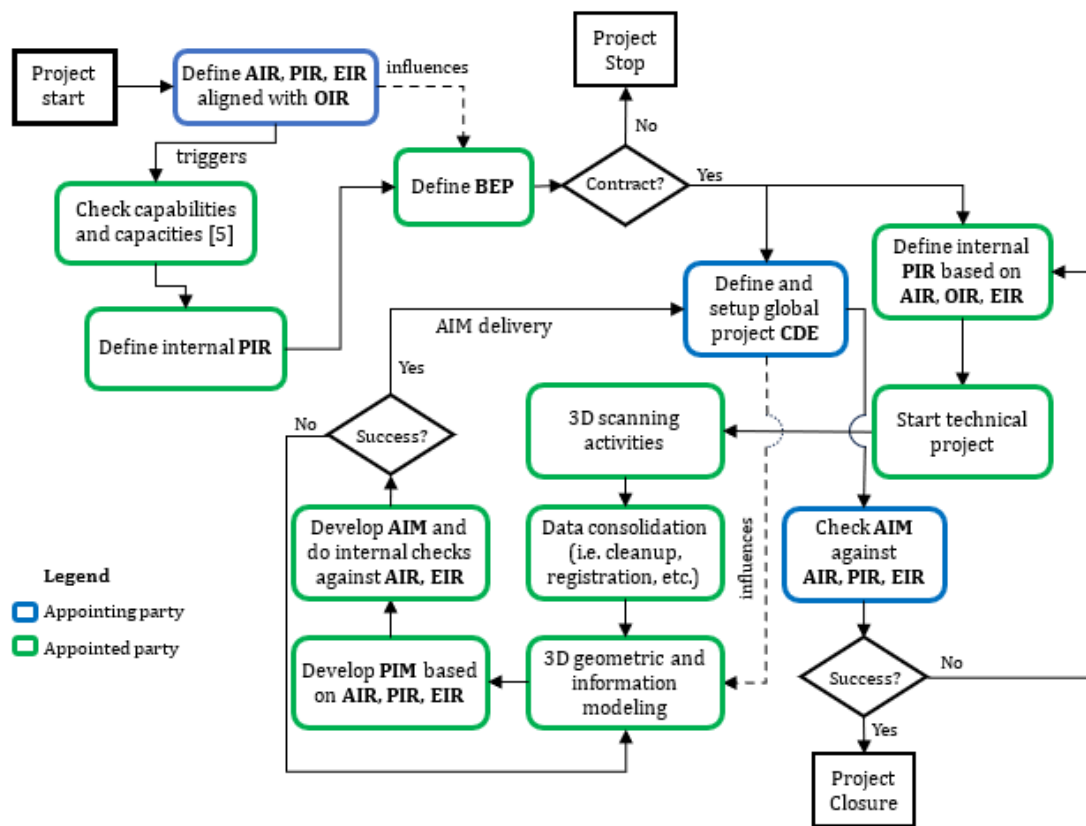 Project
start
Define AIR, PIR, EIR
aligned with OIR
influences
Project
Stop
No
triggers
Check capabilities
and capacities [5]
Define BEP
Contract?
Yes
Define internal
PIR based on
AIR, OIR, EIR
Define internal PIR
AIM delivery
Define and
setup global
project CDE
Yes
No
Success?
3D scanning
activities
Start technical
project
Develop AIM and
do internal checks
against AIR, EIR
Data consolidation
(i.e. cleanup,
registration, etc.)
influences
Check AIM
against
AIR, PIR, EIR
Legend
Appointing party
Appointed party
Develop PIM based
on AIR, PIR, EIR
3D geometric and
information
modeling
Success?
No
Yes
Project
Closure